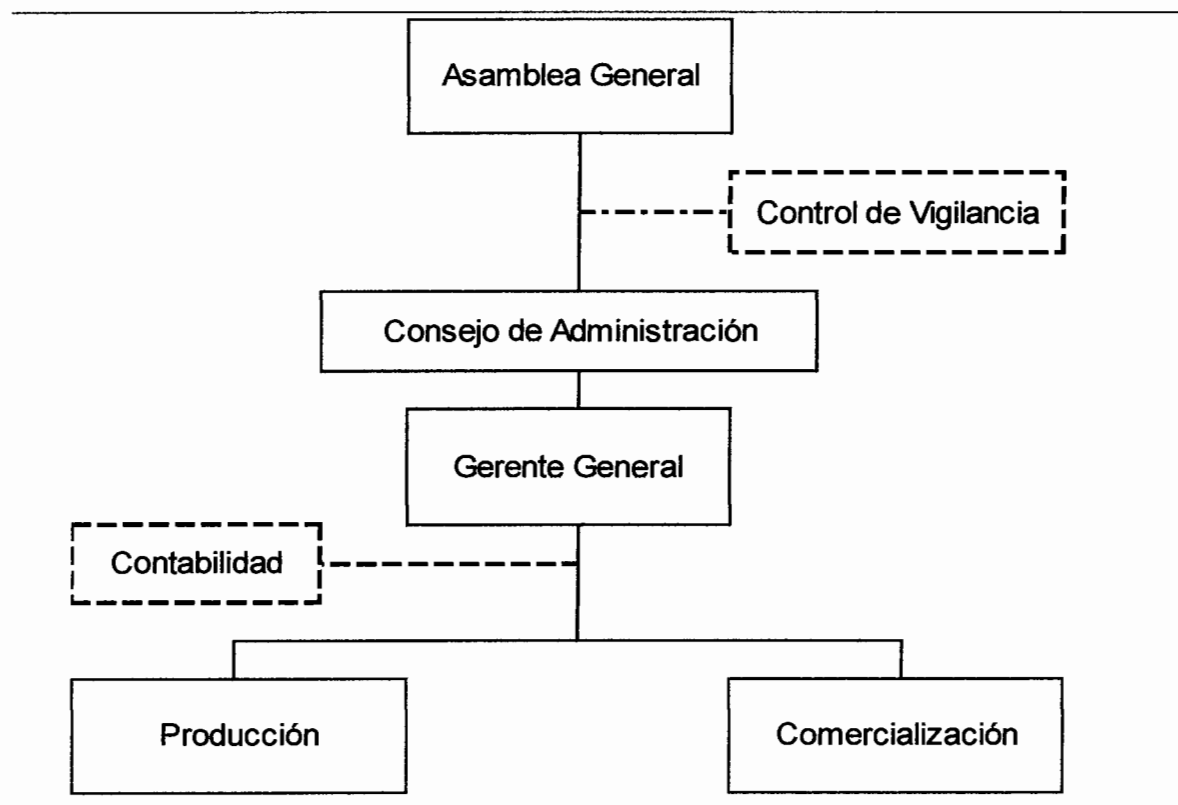 Asamblea General
Control de Vigilancia
Consejo de Administración
Gerente General
Contabilidad
Producción
Comercialización